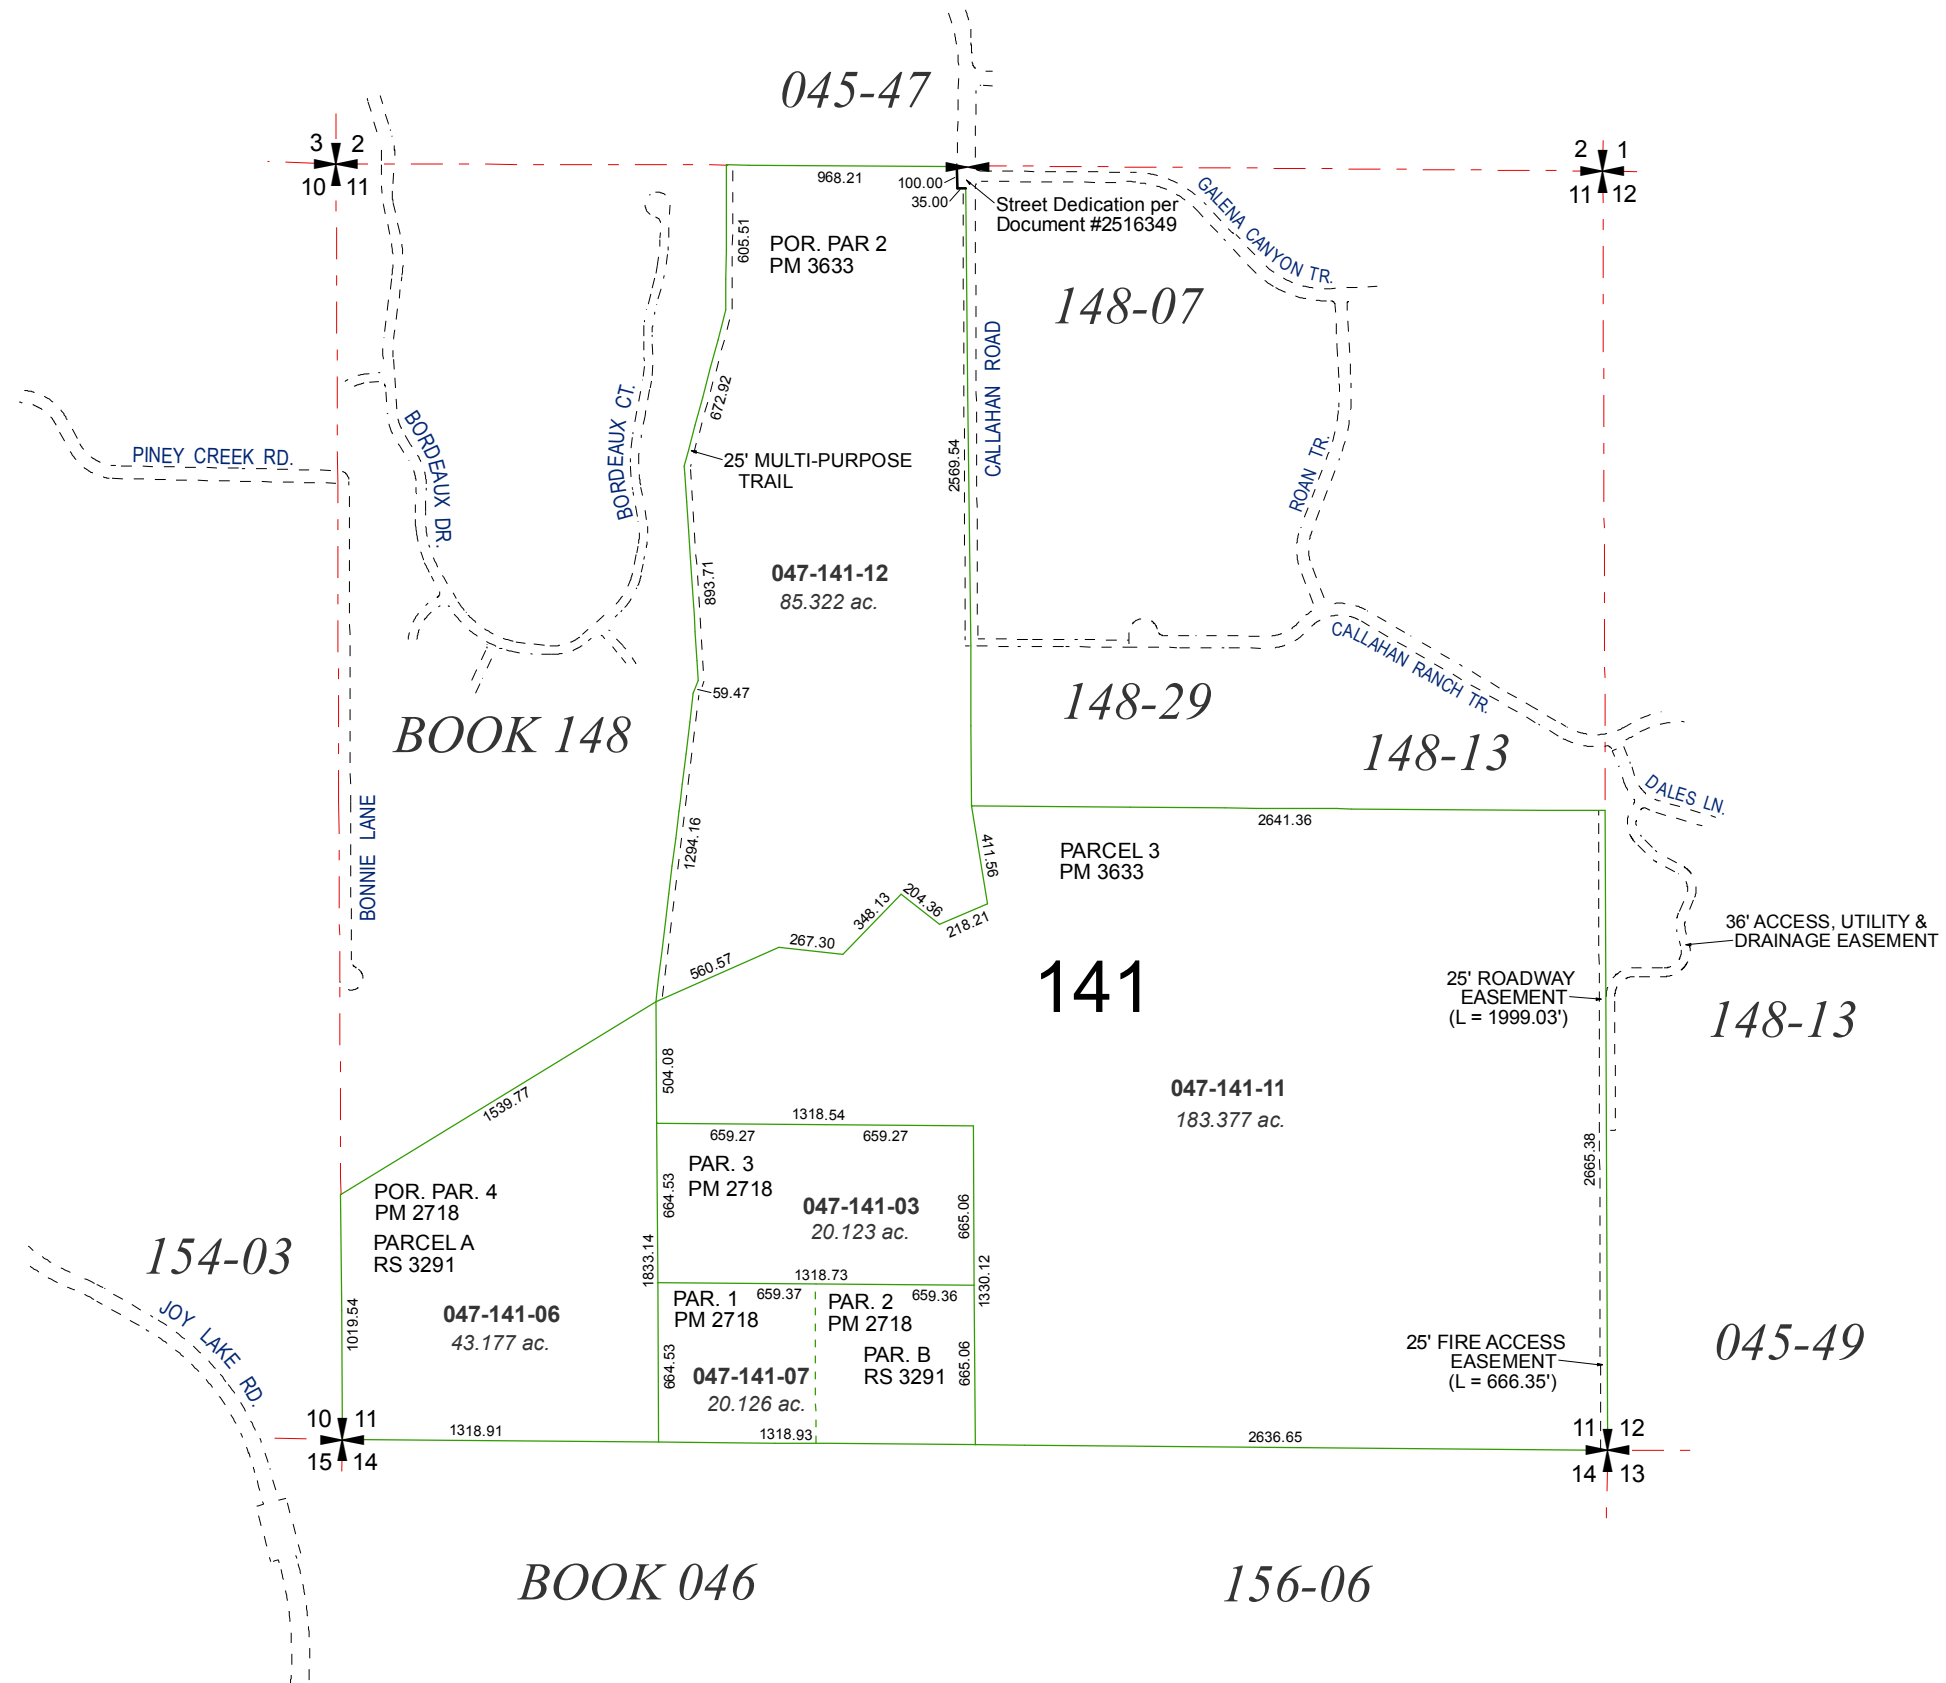 045-47
3 2
10 11
2 1
11 12
968.21
100.00
35.00
Street Dedication per
Document #2516349
GALENA CANYON TR.
605.51
POR. PAR 2
PM 3633
148-07
672.92
CALLAHAN ROAD
2569.54
PINEY CREEK RD.
BORDEAUX DR.
BORDEAUX CT.
25' MULTI-PURPOSE
TRAIL
ROAN TR.
893.71
047-141-12
85.322 ac.
CALLAHAN RANCH TR.
59.47
148-29
BOOK 148
148-13
DALES LN.
BONNIE LANE
1294.16
2641.36
411.56
PARCEL 3
PM 3633
204.36
348.13
218.21
267.30
560.57
36' ACCESS, UTILITY &
DRAINAGE EASEMENT
141
25' ROADWAY
EASEMENT
(L = 1999.03')
148-13
504.08
1539.77
047-141-11
183.377 ac.
1318.54
659.27 659.27
2665.38
PAR. 3
PM 2718
664.53
047-141-03
20.123 ac.
665.06
POR. PAR. 4
PM 2718
PARCEL A
RS 3291
154-03
1833.14
1318.73
1330.12
659.37
659.36
PAR. 1
PM 2718
PAR. 2
PM 2718
JOY LAKE RD.
1019.54
047-141-06
43.177 ac.
PAR. B
RS 3291
664.53
047-141-07
20.126 ac.
665.06
25' FIRE ACCESS
EASEMENT
(L = 666.35')
045-49
10 11
15 14
1318.91
1318.93
2636.65
11 12
14 13
BOOK 046
156-06